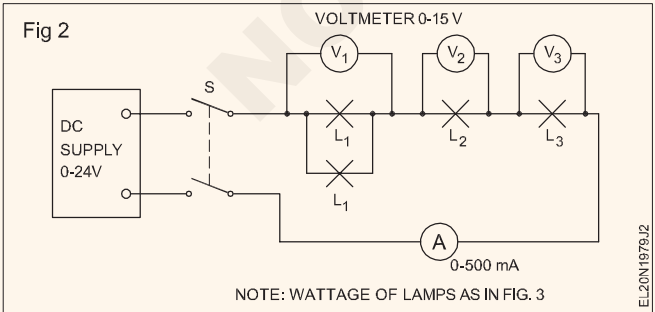 Fig 2
VOLTMETER 0-15 V
V1
V2
V3
S
DC
SUPPLY
0-24V
L1
L2
L3
L1
A
0-500 mA
NOTE: WATTAGE OF LAMPS AS IN FIG. 3
EL20N1979J2